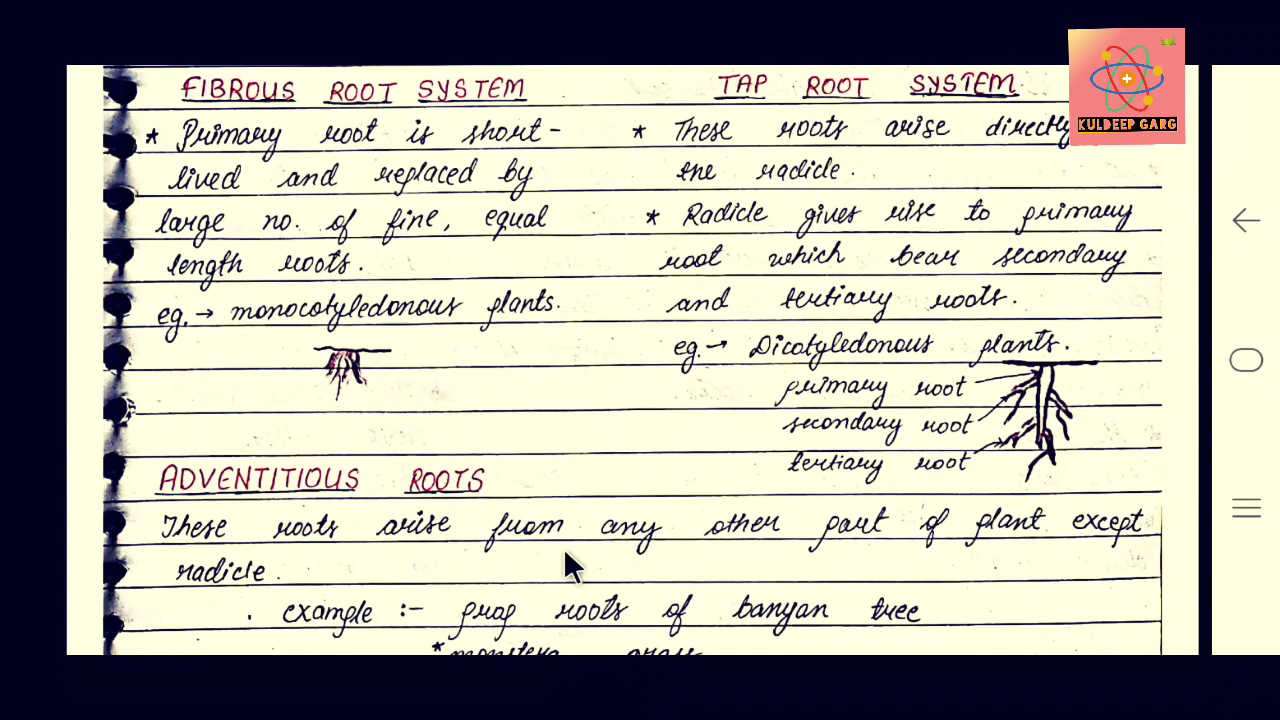 FIBROUS ROOT SYSTEM
* Primary root is short-
lived and replaced by
large no. of fine, equal
length roots.
eg. → monocotyledonous plants.
TAP ROOT SYSTEM
* These roots arise directly
the radicle.
* Radicle gives rise to primary
root which bear secondary
and tertiary roots.
eg. → Dicotyledonous plants.
primary root
secondary root
tertiary root
KULDEEP GARG
ADVENTITIOUS ROOTS
These roots arise from any other part of plant except
radicle.
. example :- prop roots of banyan tree
* monstera grass